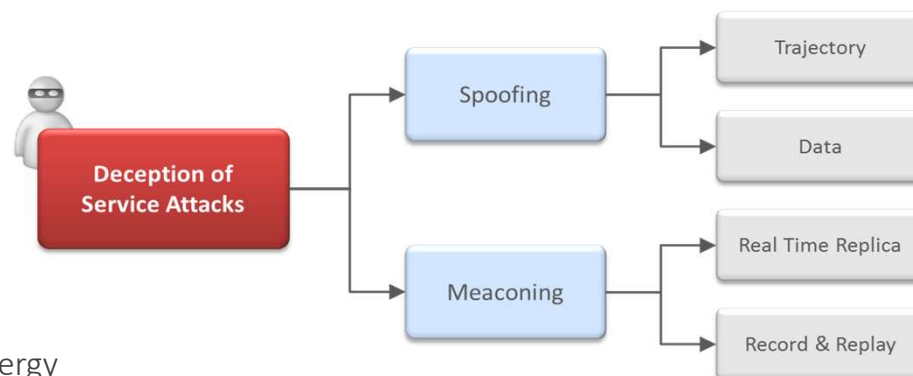 Deception of
Service Attacks
Spoofing
Trajectory
Data
Meaconing
Real Time Replica
Record & Replay